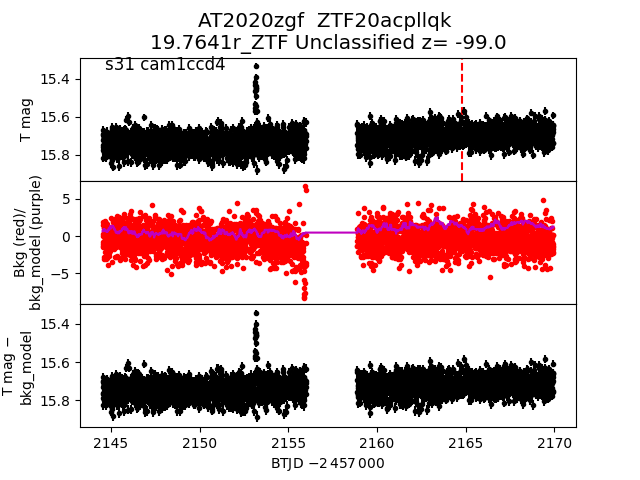 AT2020zgf  ZTF20acpllqk
19.7641r_ZTF Unclassified z= -99.0
s31 cam1ccd4
T mag
15.4
15.6
15.8
Bkg (red)/
bkg_model (purple)
5
0
−5
T mag −
bkg_model
15.4
15.6
15.8
2145
2150
2155
2160
2165
2170
BTJD −2 457 000